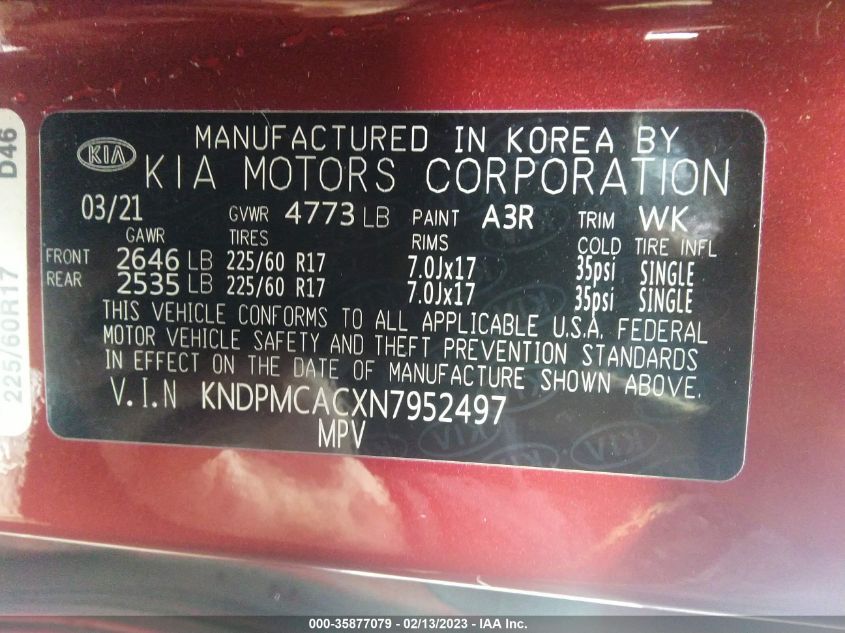 D46
225/60R17
KIA
MANUFACTURED IN KOREA BY
KIA MOTORS CORPORATION
03/21 GVWR 4773 LB PAINT A3R TRIM WK
GAWR TIRES RIMS COLD TIRE INFL
FRONT 2646 LB 225/60 R17 7.0Jx17 35psi SINGLE
REAR 2535 LB 225/60 R17 7.0Jx17 35psi SINGLE
THIS VEHICLE CONFORMS TO ALL APPLICABLE U.S.A. FEDERAL
MOTOR VEHICLE SAFETY AND THEFT PREVENTION STANDARDS
IN EFFECT ON THE DATE OF MANUFACTURE SHOWN ABOVE.
V.I.N KNDPMCACXN7952497
MPV
000-35877079 - 02/13/2023 - IAA Inc.